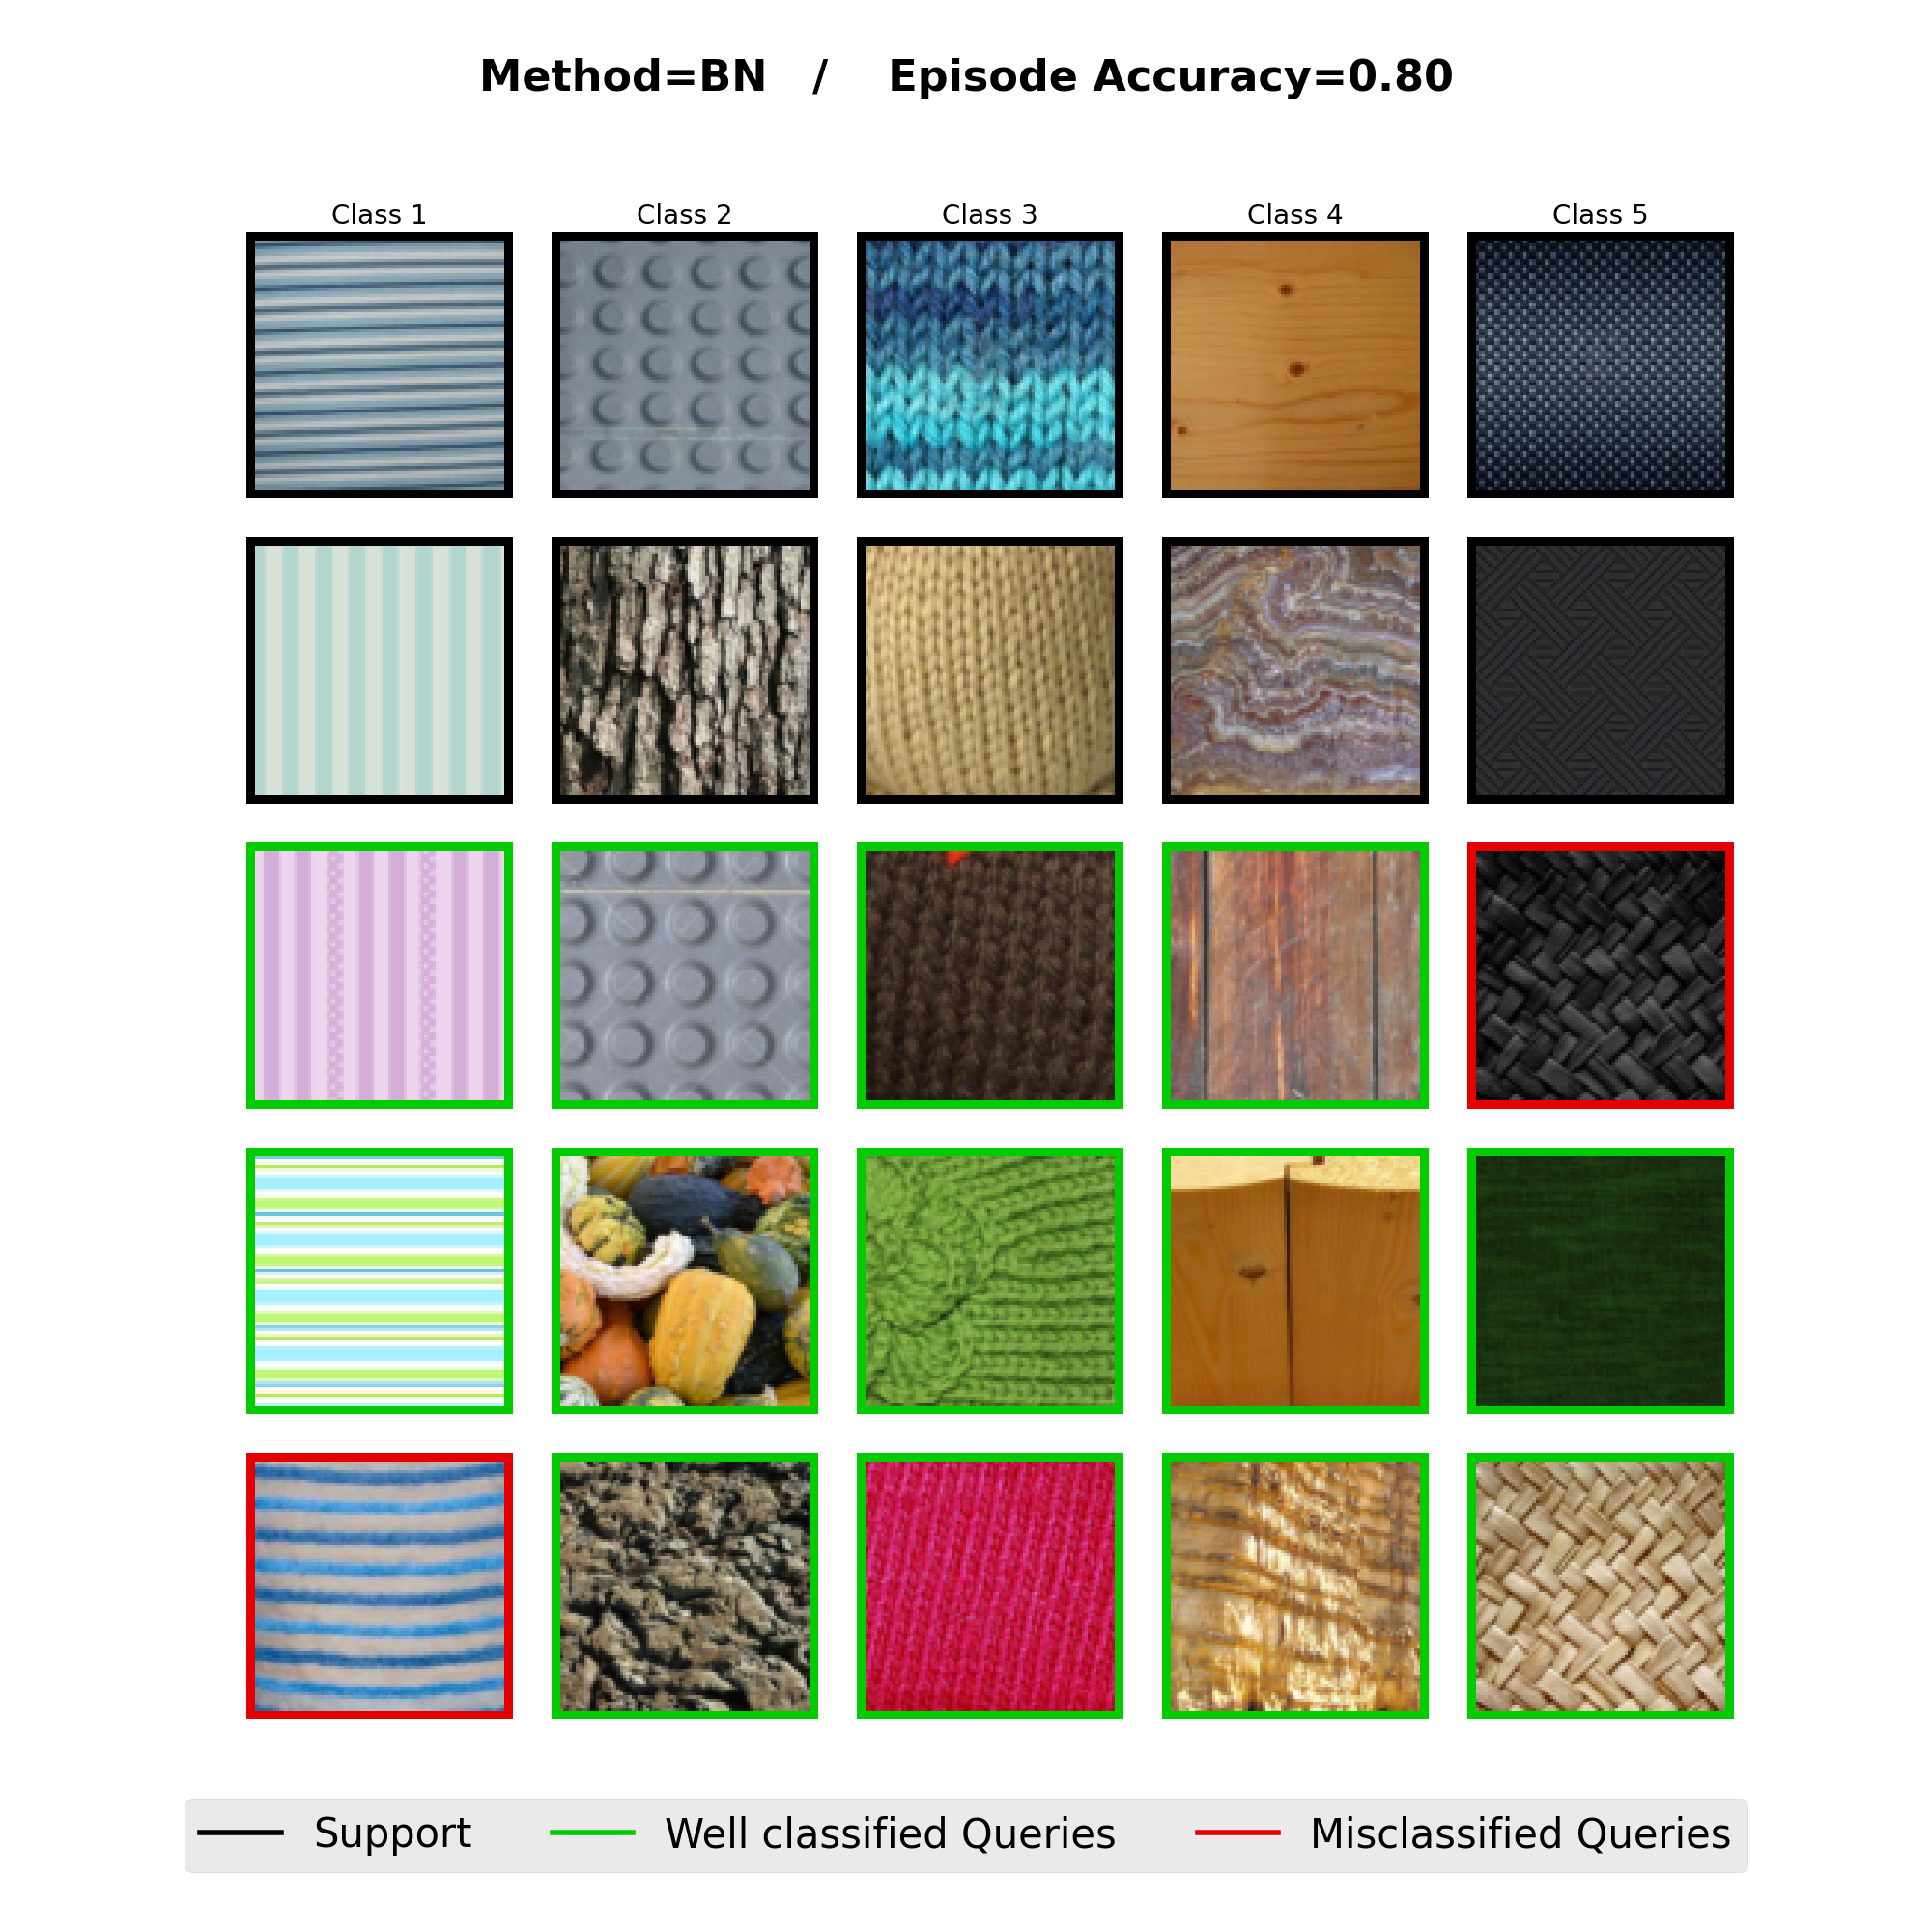 Method=BN / Episode Accuracy=0.80
Class 1 Class 2 Class 3 Class 4 Class 5
Support Well classified Queries Misclassified Queries